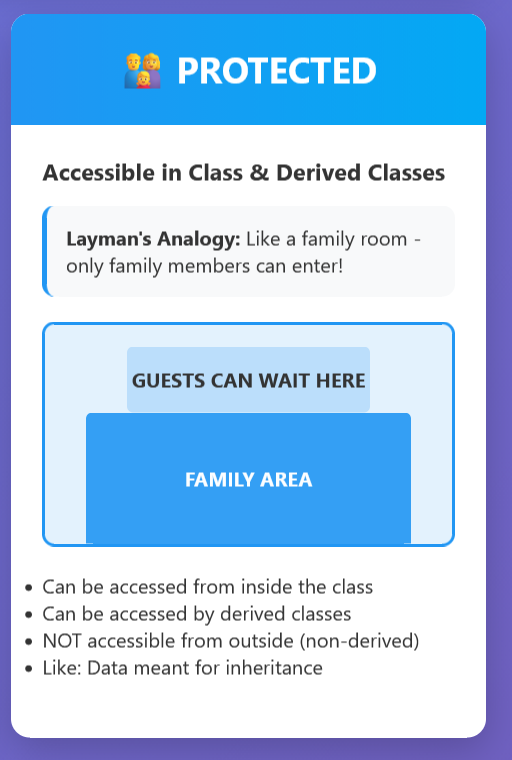 PROTECTED
Accessible in Class & Derived Classes
Layman's Analogy: Like a family room -
only family members can enter!
GUESTS CAN WAIT HERE
FAMILY AREA
• Can be accessed from inside the class
• Can be accessed by derived classes
• NOT accessible from outside (non-derived)
• Like: Data meant for inheritance